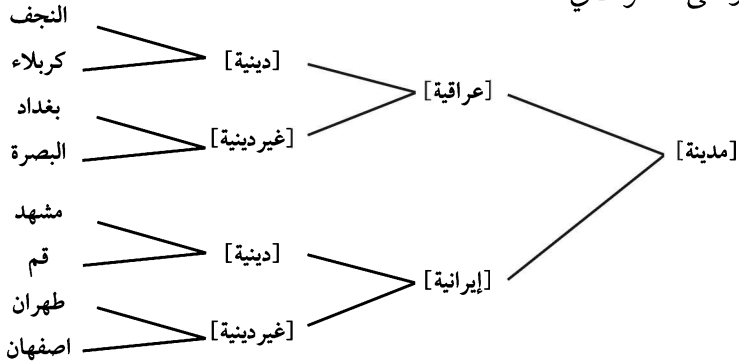 النجف
كربلاء
[دينية]
[عراقية]
بغداد
البصرة
[غيردينية]
[مدينة]
مشهد
قم
[دينية]
[إيرانية]
طهران
اصفهان
[غيردينية]